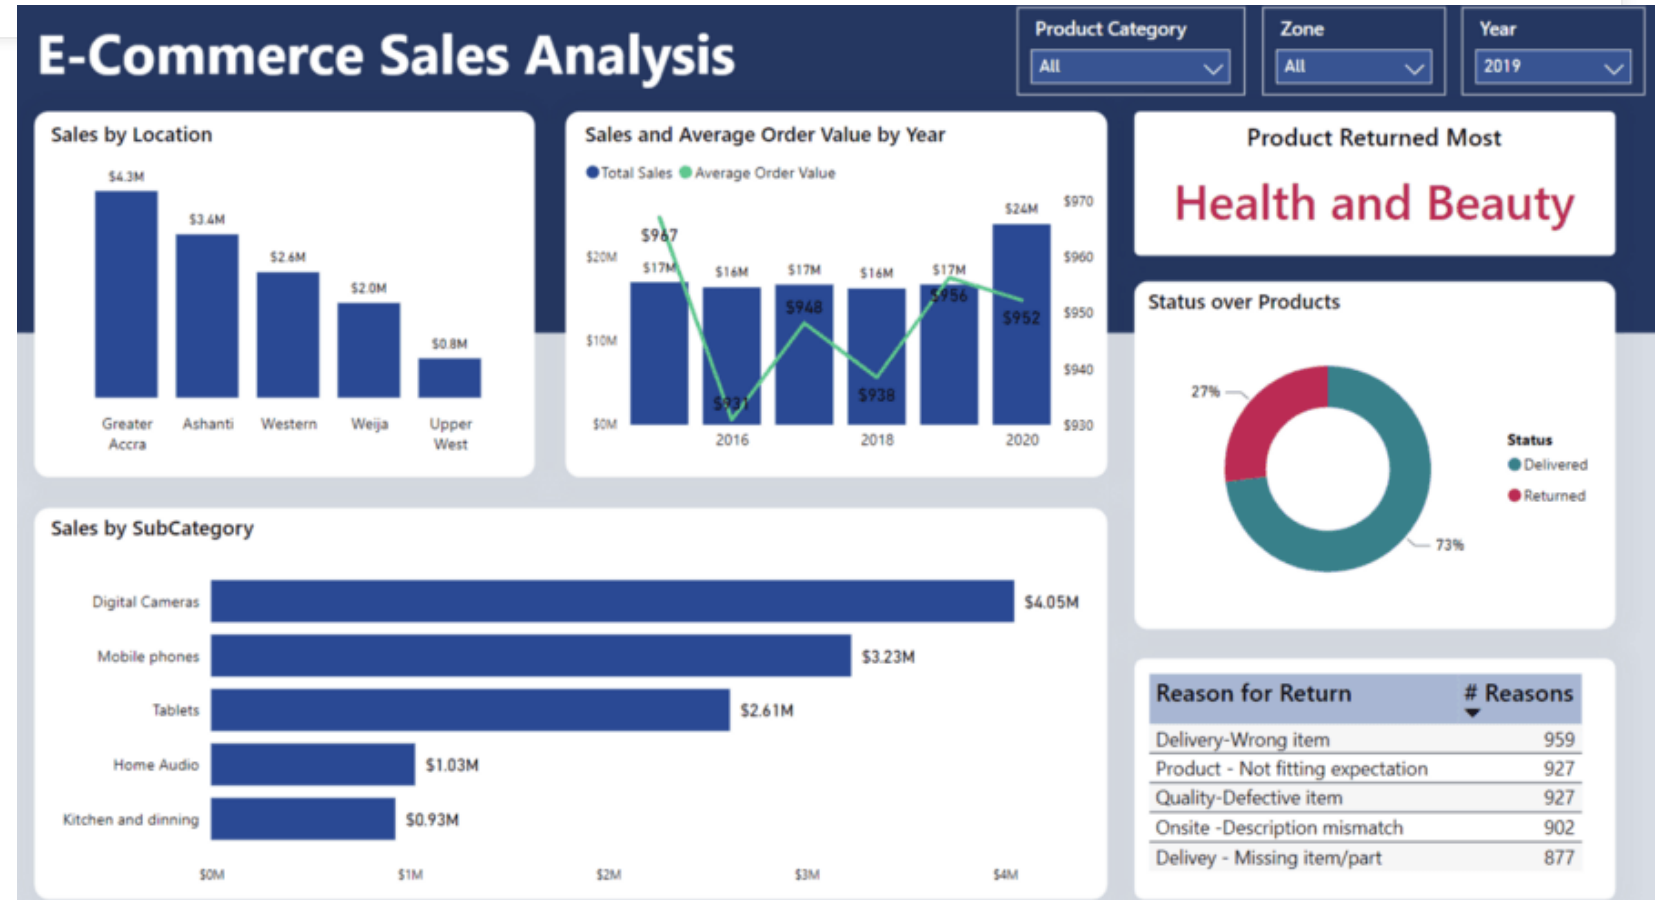 E-Commerce Sales Analysis
Product Category
All
Zone
All
Year
2019
Sales by Location
$4.3M
$3.4M
$2.6M
$2.0M
$0.8M
Greater Accra
Ashanti
Western
Weija
Upper West
Sales and Average Order Value by Year
Total Sales
Average Order Value
$20M
$10M
$0M
$970
$960
$950
$940
$930
$967
$17M
$16M
$17M
$16M
$17M
$24M
$931
$948
$938
$956
$952
2016
2018
2020
Product Returned Most
Health and Beauty
Status over Products
27%
73%
Status
Delivered
Returned
Sales by SubCategory
Digital Cameras
$4.05M
Mobile phones
$3.23M
Tablets
$2.61M
Home Audio
$1.03M
Kitchen and dinning
$0.93M
$0M
$1M
$2M
$3M
$4M
Reason for Return # Reasons
Delivery-Wrong item 959
Product - Not fitting expectation 927
Quality-Defective item 927
Onsite -Description mismatch 902
Delivey - Missing item/part 877